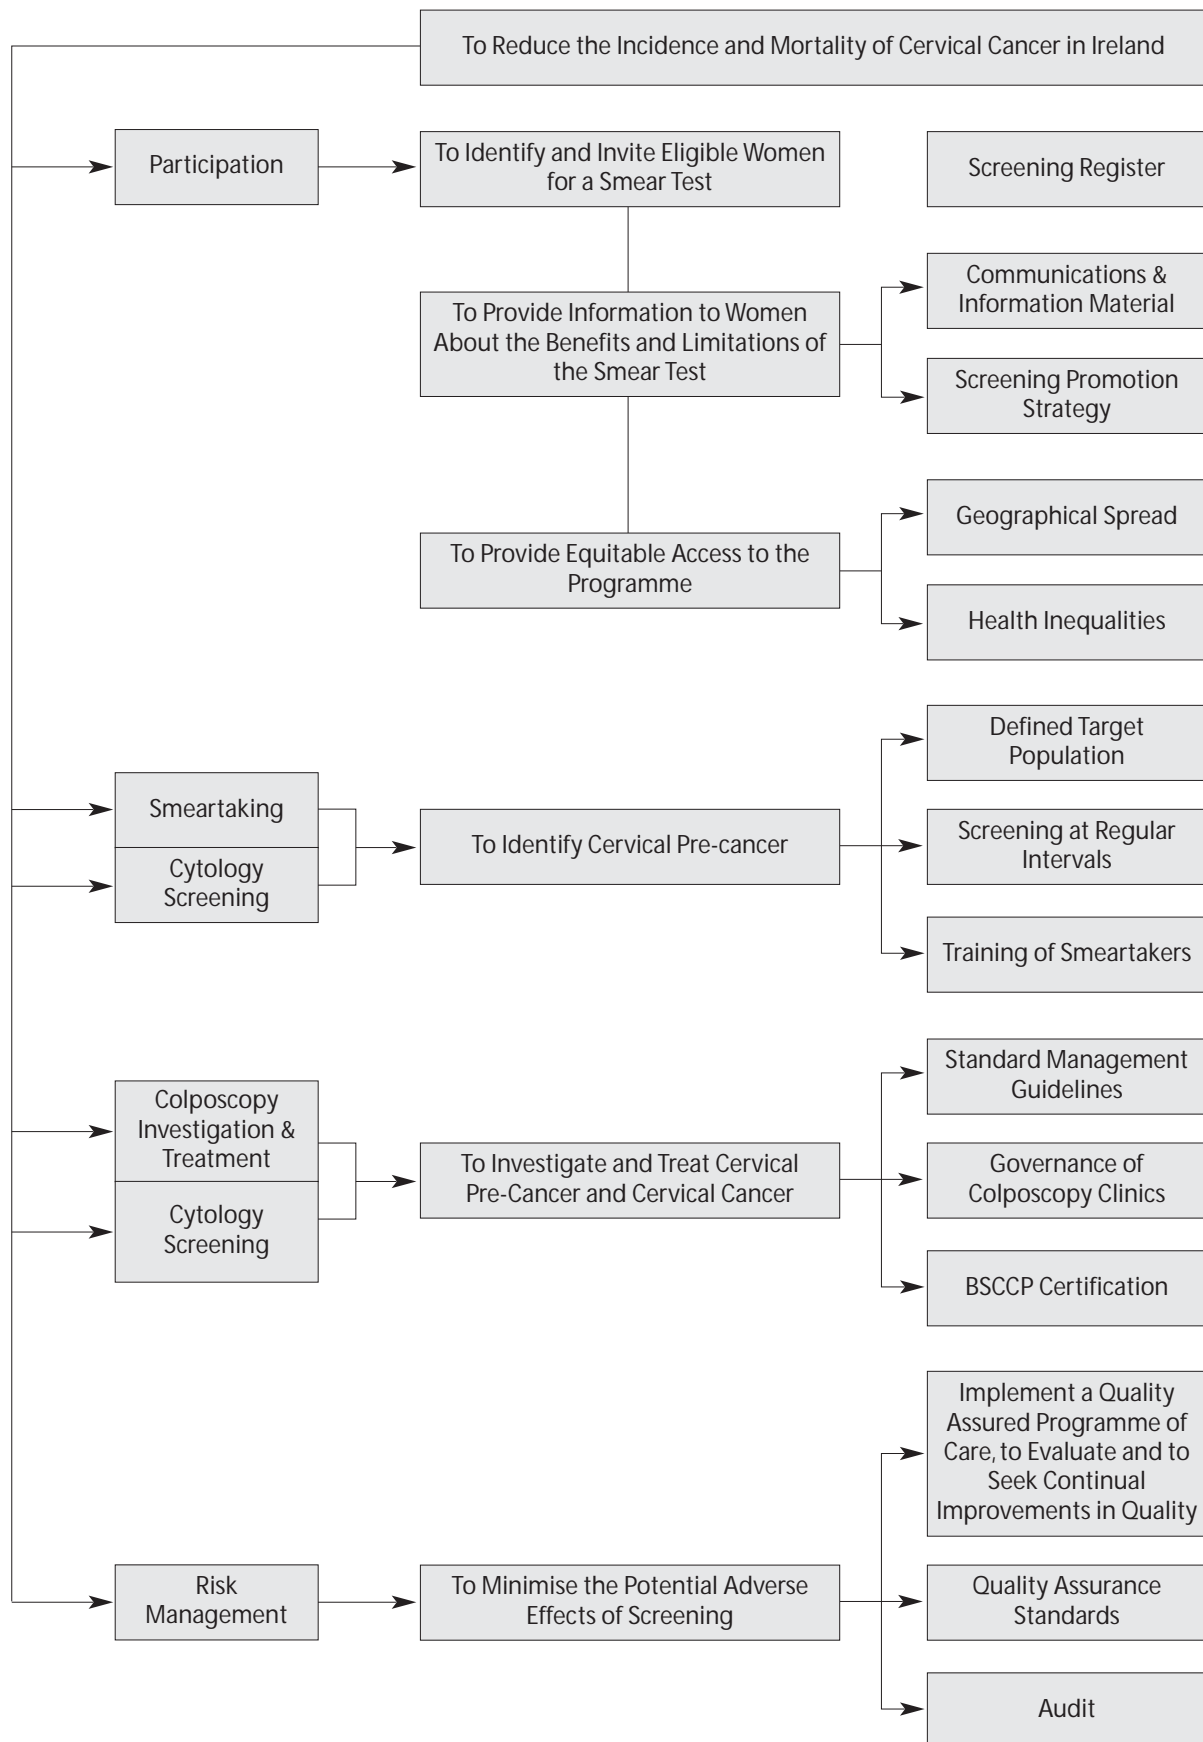 To Reduce the Incidence and Mortality of Cervical Cancer in Ireland
Participation
To Identify and Invite Eligible Women
for a Smear Test
Screening Register
To Provide Information to Women
About the Benefits and Limitations of
the Smear Test
Communications &
Information Material
Screening Promotion
Strategy
To Provide Equitable Access to the
Programme
Geographical Spread
Health Inequalities
Smeartaking
Cytology
Screening
To Identify Cervical Pre-cancer
Defined Target
Population
Screening at Regular
Intervals
Training of Smeartakers
Colposcopy
Investigation &
Treatment
Cytology
Screening
To Investigate and Treat Cervical
Pre-Cancer and Cervical Cancer
Standard Management
Guidelines
Governance of
Colposcopy Clinics
BSCCP Certification
Risk
Management
To Minimise the Potential Adverse
Effects of Screening
Implement a Quality
Assured Programme of
Care, to Evaluate and to
Seek Continual
Improvements in Quality
Quality Assurance
Standards
Audit